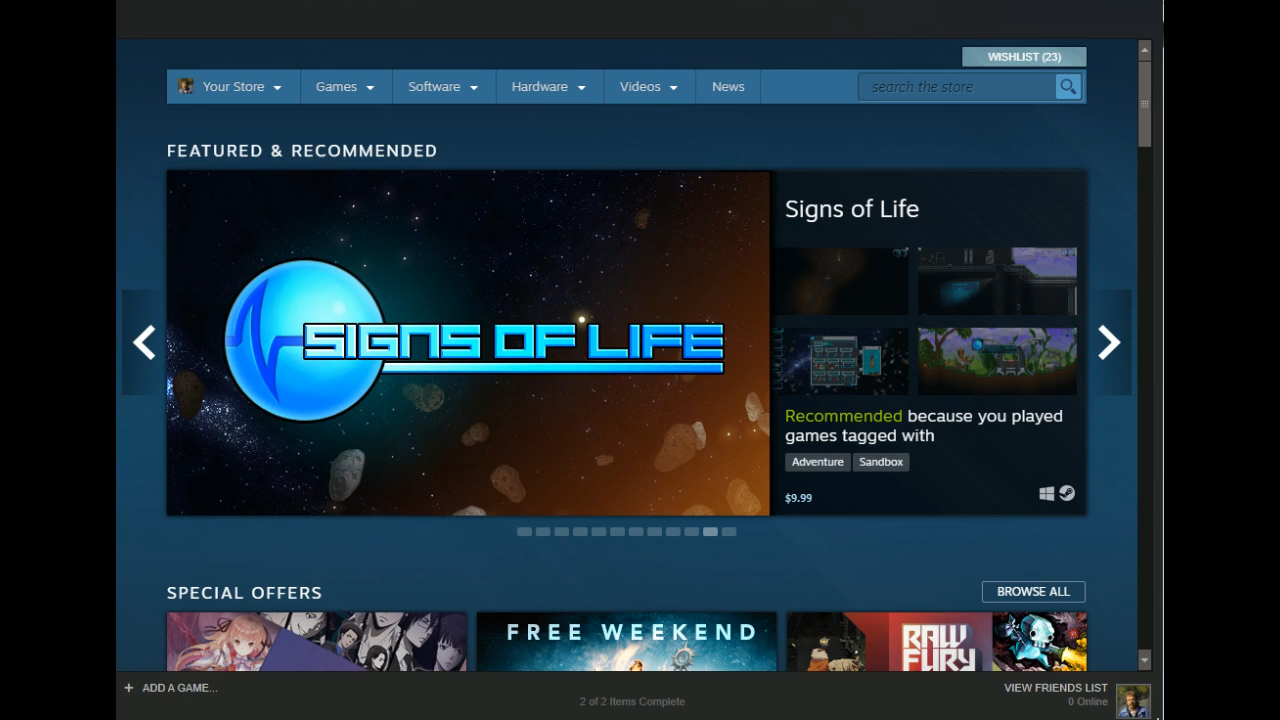 WISHLIST (23)
Your Store Games Software Hardware Videos News search the store
FEATURED & RECOMMENDED
SIGNS OF LIFE
Signs of Life
Recommended because you played
games tagged with
Adventure Sandbox
$9.99
SPECIAL OFFERS
BROWSE ALL
FREE WEEKEND
RAW
FURY
+ ADD A GAME...
2 of 2 Items Complete
VIEW FRIENDS LIST
0 Online